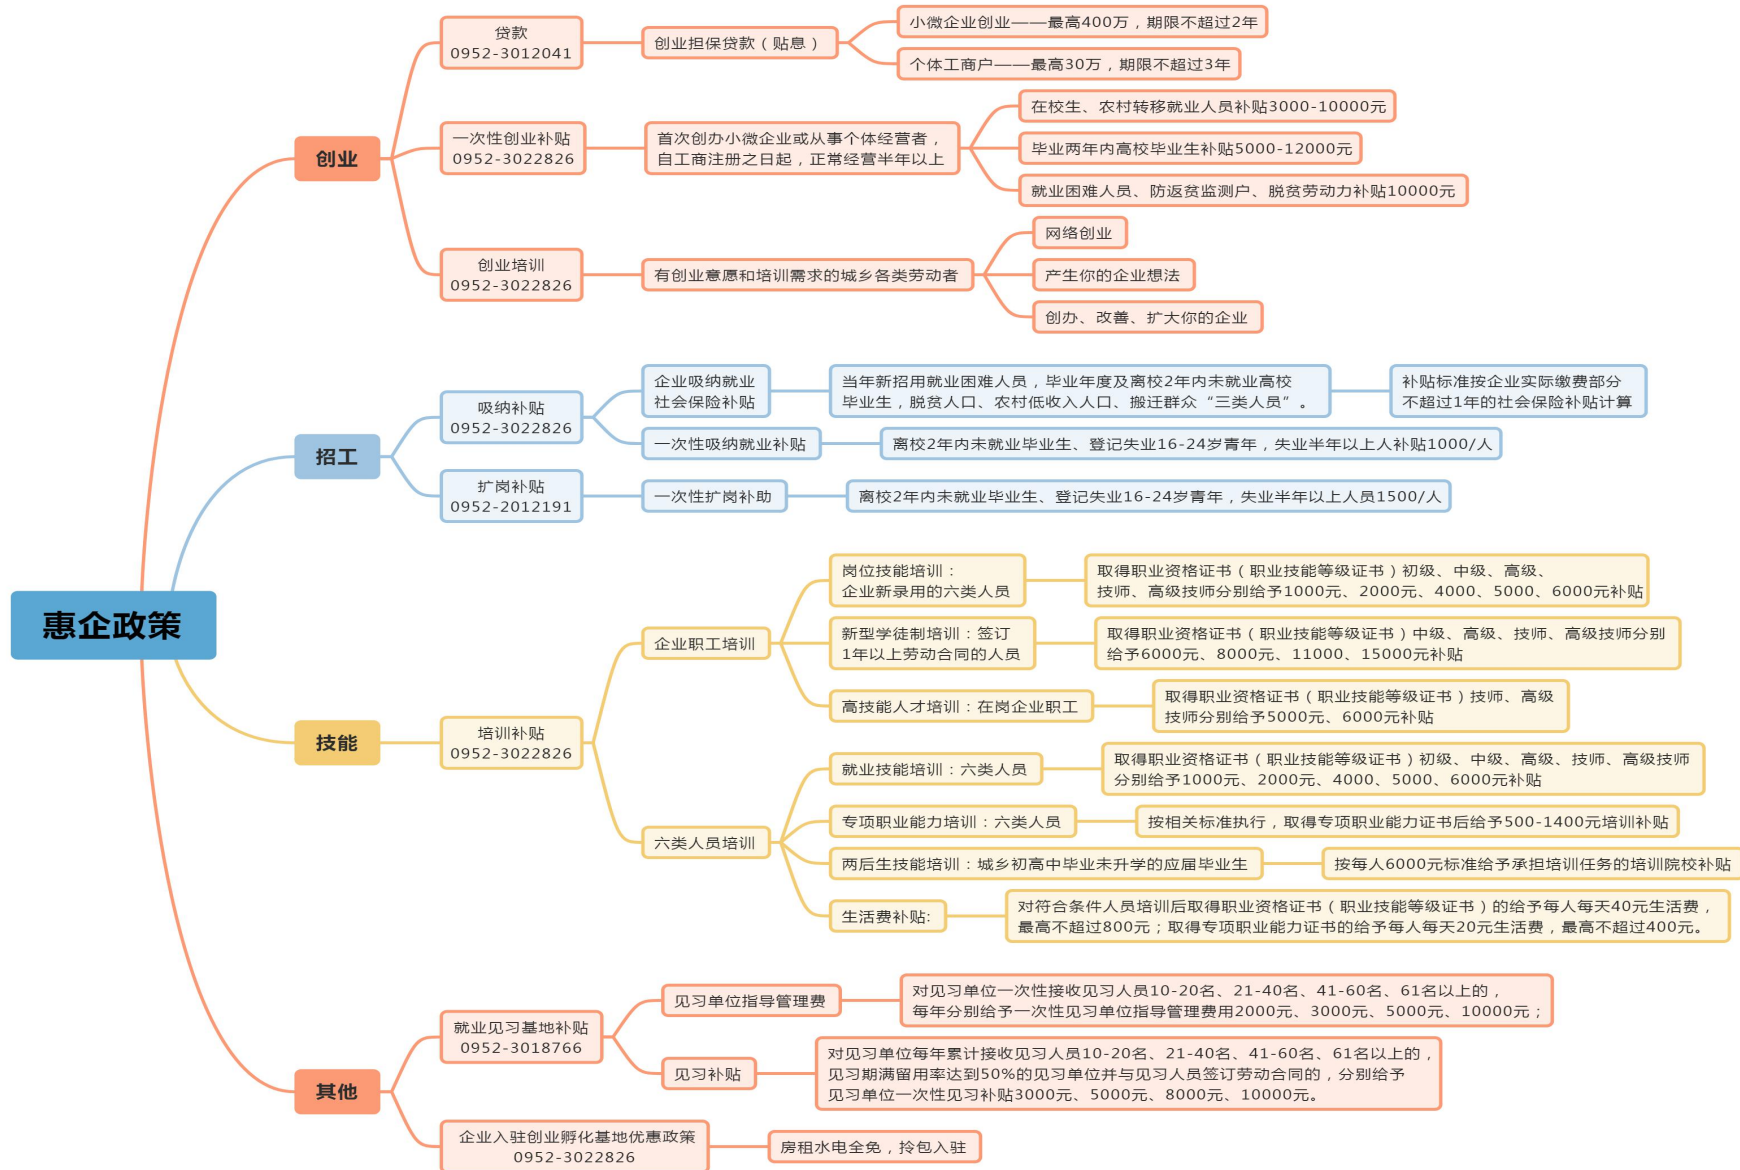 惠企政策
创业
贷款
0952-3012041
创业担保贷款（贴息）
小微企业创业——最高400万，期限不超过2年
个体工商户——最高30万，期限不超过3年
一次性创业补贴
0952-3022826
首次创办小微企业或从事个体经营者，
自工商注册之日起，正常经营半年以上
在校生、农村转移就业人员补贴3000-10000元
毕业两年内高校毕业生补贴5000-12000元
就业困难人员、防返贫监测户、脱贫劳动力补贴10000元
创业培训
0952-3022826
有创业意愿和培训需求的城乡各类劳动者
网络创业
产生你的企业想法
创办、改善、扩大你的企业
招工
吸纳补贴
0952-3022826
企业吸纳就业
社会保险补贴
当年新招用就业困难人员，毕业年度及离校2年内未就业高校
毕业生，脱贫人口、农村低收入人口、搬迁群众“三类人员”。
补贴标准按企业实际缴费部分
不超过1年的社会保险补贴计算
一次性吸纳就业补贴
离校2年内未就业毕业生、登记失业16-24岁青年，失业半年以上人补贴1000/人
扩岗补贴
0952-2012191
一次性扩岗补助
离校2年内未就业毕业生、登记失业16-24岁青年，失业半年以上人员1500/人
技能
培训补贴
0952-3022826
企业职工培训
岗位技能培训：
企业新录用的六类人员
取得职业资格证书（职业技能等级证书）初级、中级、高级、
技师、高级技师分别给予1000元、2000元、4000、5000、6000元补贴
新型学徒制培训：签订
1年以上劳动合同的人员
取得职业资格证书（职业技能等级证书）中级、高级、技师、高级技师分别
给予6000元、8000元、11000、15000元补贴
高技能人才培训：在岗企业职工
取得职业资格证书（职业技能等级证书）技师、高级
技师分别给予5000元、6000元补贴
六类人员培训
就业技能培训：六类人员
取得职业资格证书（职业技能等级证书）初级、中级、高级、技师、高级技师
分别给予1000元、2000元、4000、5000、6000元补贴
专项职业能力培训：六类人员
按相关标准执行，取得专项职业能力证书后给予500-1400元培训补贴
两后生技能培训：城乡初高中毕业未升学的应届毕业生
按每人6000元标准给予承担培训任务的培训院校补贴
生活费补贴:
对符合条件人员培训后取得职业资格证书（职业技能等级证书）的给予每人每天40元生活费，
最高不超过800元；取得专项职业能力证书的给予每人每天20元生活费，最高不超过400元。
其他
就业见习基地补贴
0952-3018766
见习单位指导管理费
对见习单位一次性接收见习人员10-20名、21-40名、41-60名、61名以上的，
每年分别给予一次性见习单位指导管理费用2000元、3000元、5000元、10000元；
见习补贴
对见习单位每年累计接收见习人员10-20名、21-40名、41-60名、61名以上的，
见习期满留用率达到50%的见习单位并与见习人员签订劳动合同的，分别给予
见习单位一次性见习补贴3000元、5000元、8000元、10000元。
企业入驻创业孵化基地优惠政策
0952-3022826
房租水电全免，拎包入驻